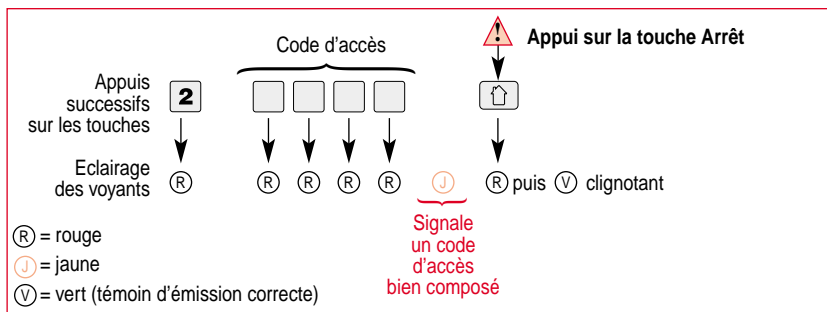 Code d'accès
Appui sur la touche Arrêt
Appuis
successifs
sur les touches
2
Eclairage
des voyants
R R R R R J R puis V clignotant
Signale
un code
d'accès
bien composé
R = rouge
J = jaune
V = vert (témoin d'émission correcte)